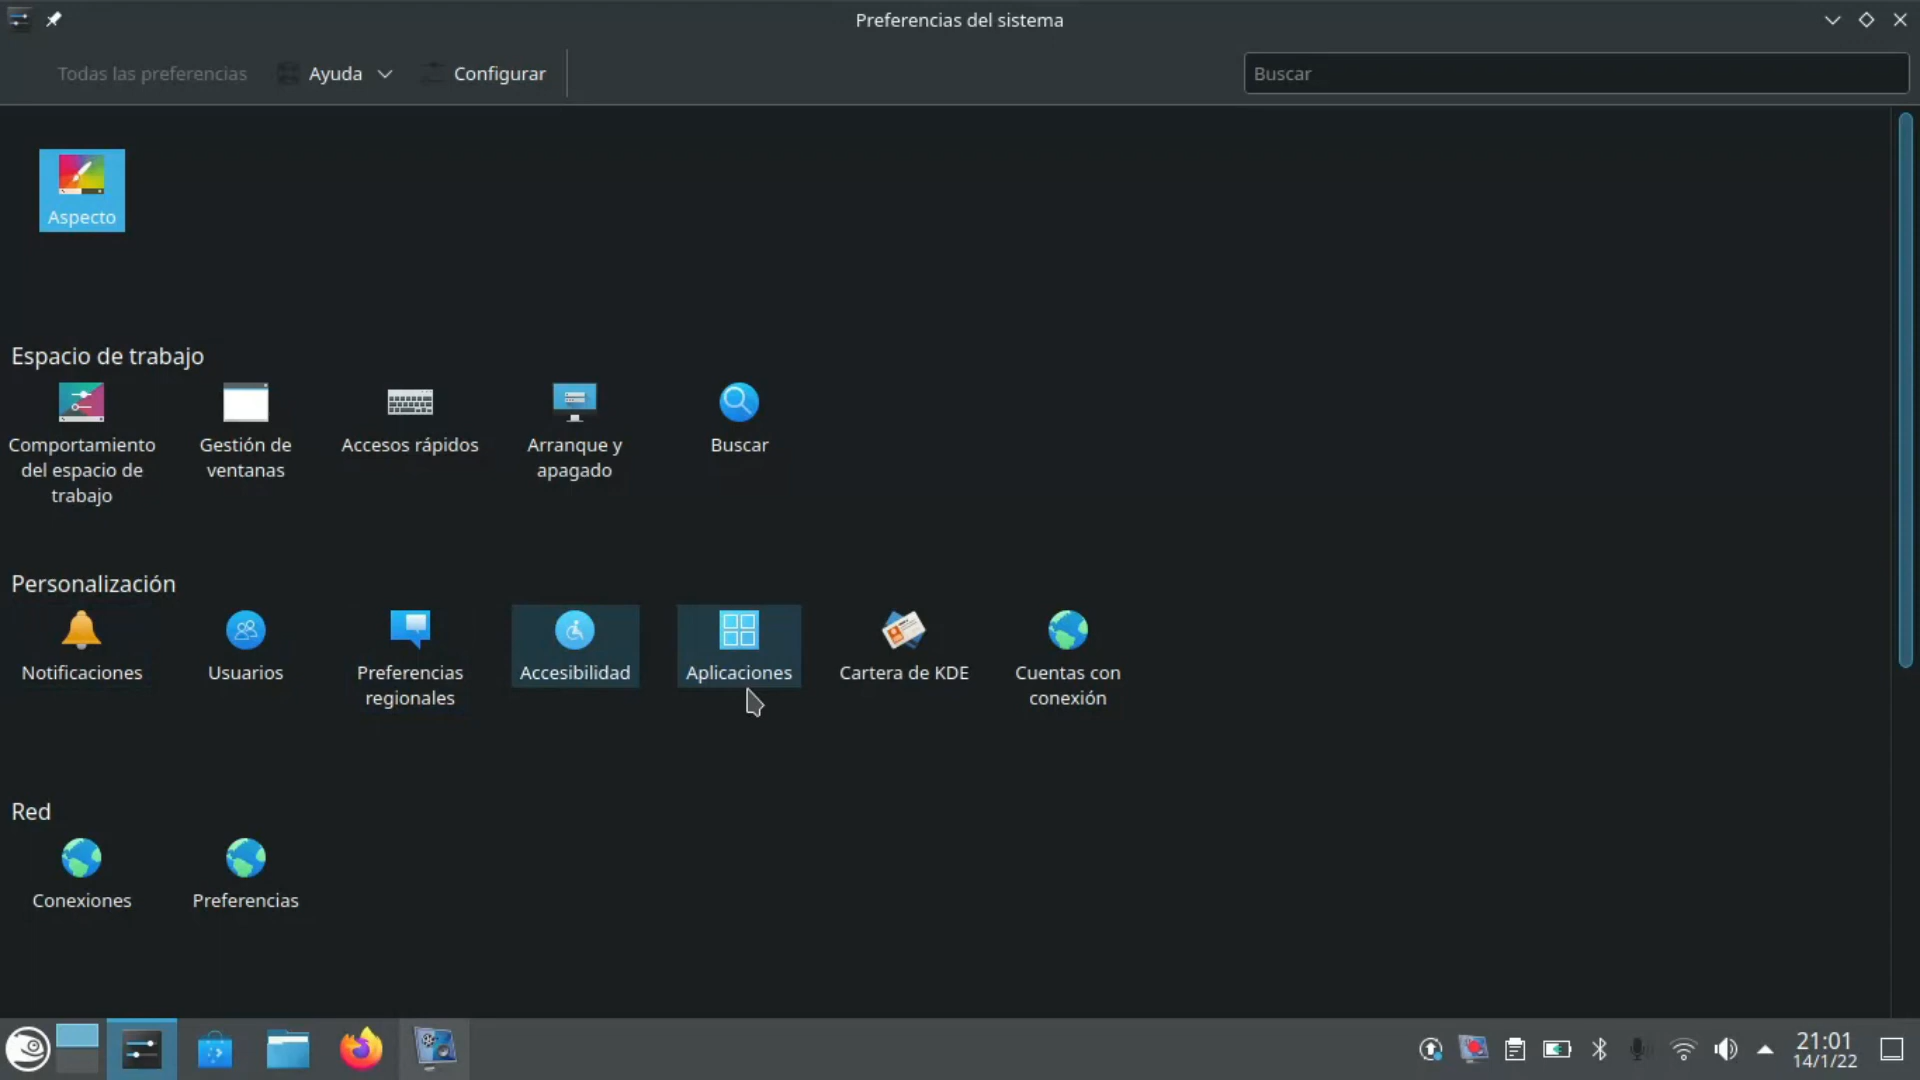 Preferencias del sistema
Todas las preferencias
Ayuda
Configurar
Buscar
Aspecto
Espacio de trabajo
Comportamiento
del espacio de
trabajo
Gestión de
ventanas
Accesos rápidos
Arranque y
apagado
Buscar
Personalización
Notificaciones
Usuarios
Preferencias
regionales
Accesibilidad
Aplicaciones
Cartera de KDE
Cuentas con
conexión
Red
Conexiones
Preferencias
21:01
14/1/22